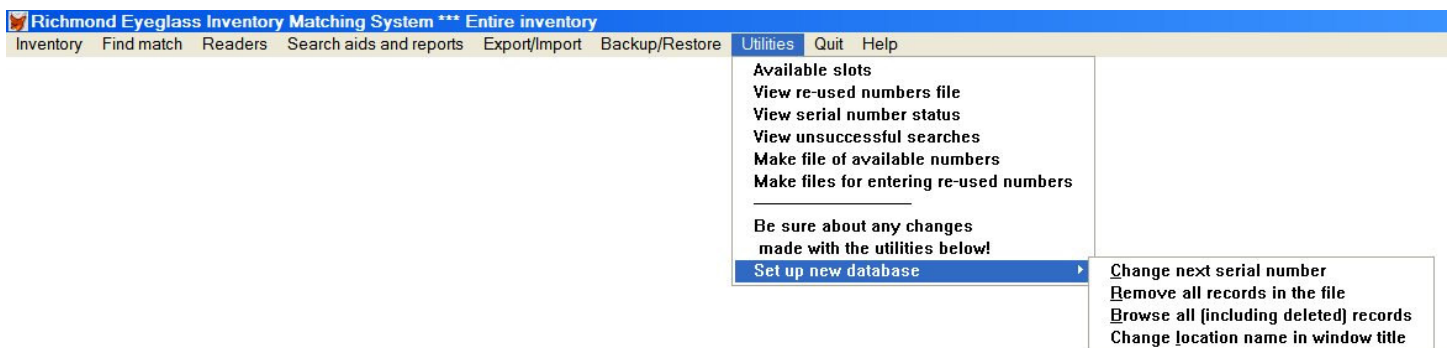 Richmond Eyeglass Inventory Matching System *** Entire inventory
Inventory Find match Readers Search aids and reports Export/Import Backup/Restore Utilities Quit Help
Available slots
View re-used numbers file
View serial number status
View unsuccessful searches
Make file of available numbers
Make files for entering re-used numbers
Be sure about any changes
made with the utilities below!
Set up new database
Change next serial number
Remove all records in the file
Browse all (including deleted) records
Change location name in window title